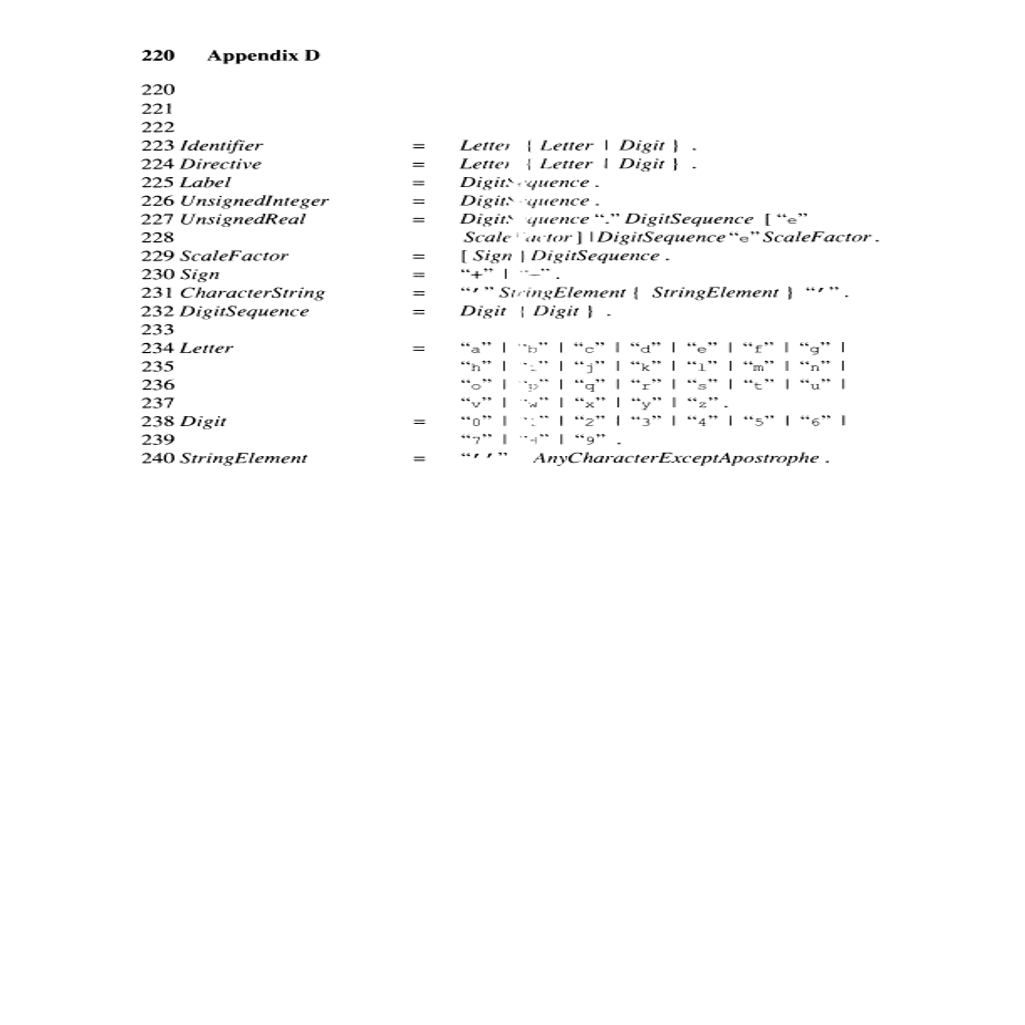 220 Appendix D
220
221
222
223 Identifier = Letter { Letter | Digit } .
224 Directive = Letter { Letter | Digit } .
225 Label = DigitSequence .
226 UnsignedInteger = DigitSequence .
227 UnsignedReal = DigitSequence “.” DigitSequence [ “e”
228 ScaleFactor ] | DigitSequence “e” ScaleFactor .
229 ScaleFactor = [ Sign | DigitSequence .
230 Sign = “+” | “–” .
231 CharacterString = “′” StringElement { StringElement } “′” .
232 DigitSequence = Digit { Digit } .
233
234 Letter = “a” | “b” | “c” | “d” | “e” | “f” | “g” |
235 “h” | “j” | “k” | “l” | “m” | “n” |
236 “o” | “p” | “q” | “r” | “s” | “t” | “u” |
237 “v” | “w” | “x” | “y” | “z” .
238 Digit = “0” | “2” | “3” | “4” | “5” | “6” |
239 “7” | “9” .
240 StringElement = “′ ′” AnyCharacterExceptApostrophe .